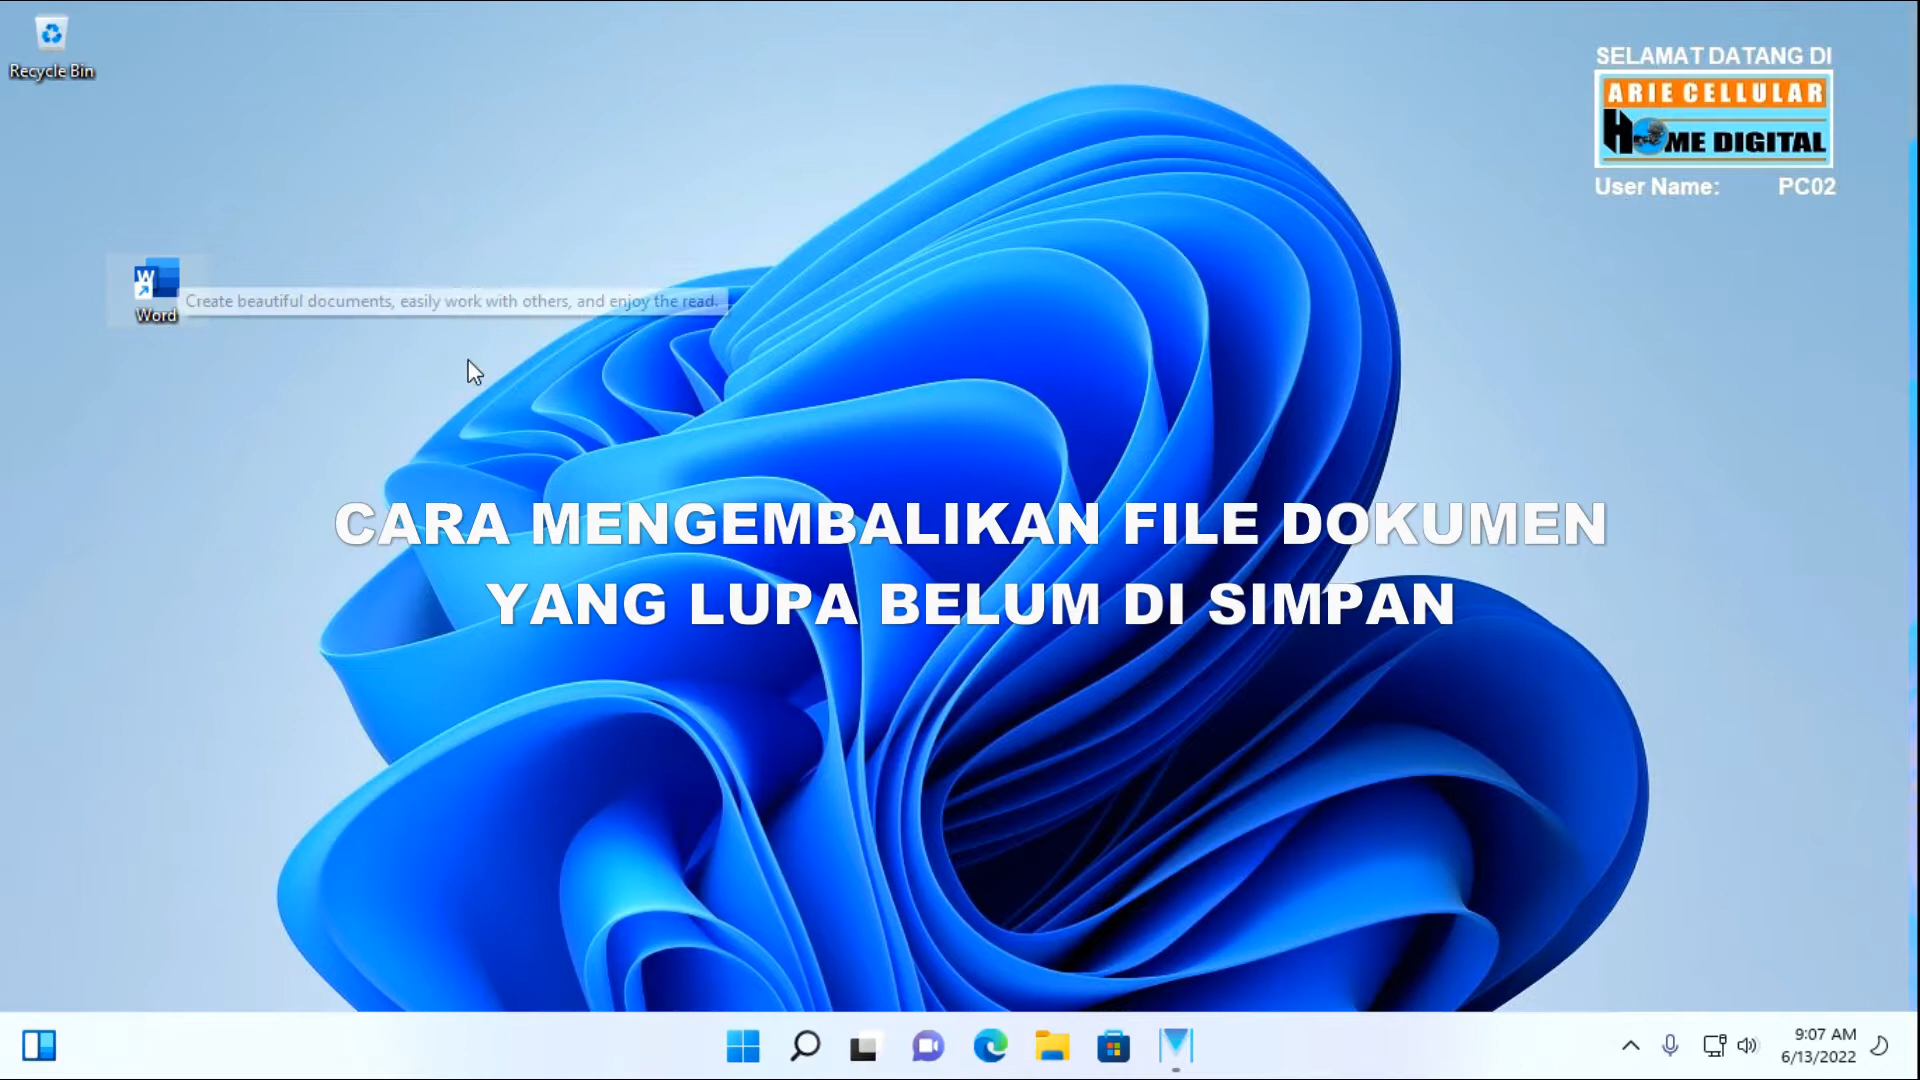 Recycle Bin
SELAMAT DATANG DI
ARIE CELLULAR
HOME DIGITAL
User Name: PC02
W
Create beautiful documents, easily work with others, and enjoy the read.
Word
CARA MENGEMBALIKAN FILE DOKUMEN
YANG LUPA BELUM DI SIMPAN
9:07 AM
6/13/2022